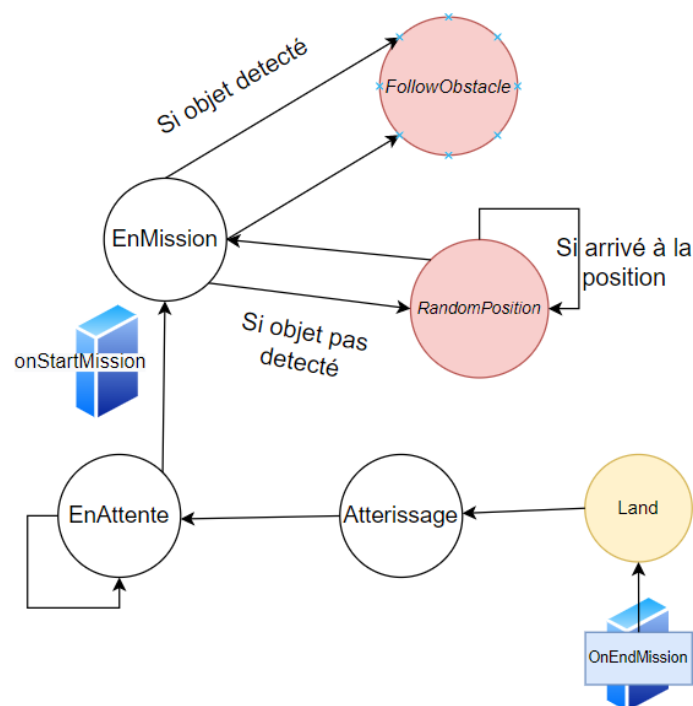 Si objet detecté
FollowObstacle
EnMission
Si arrivé à la
position
RandomPosition
Si objet pas
detecté
onStartMission
EnAttente
Atterissage
Land
OnEndMission